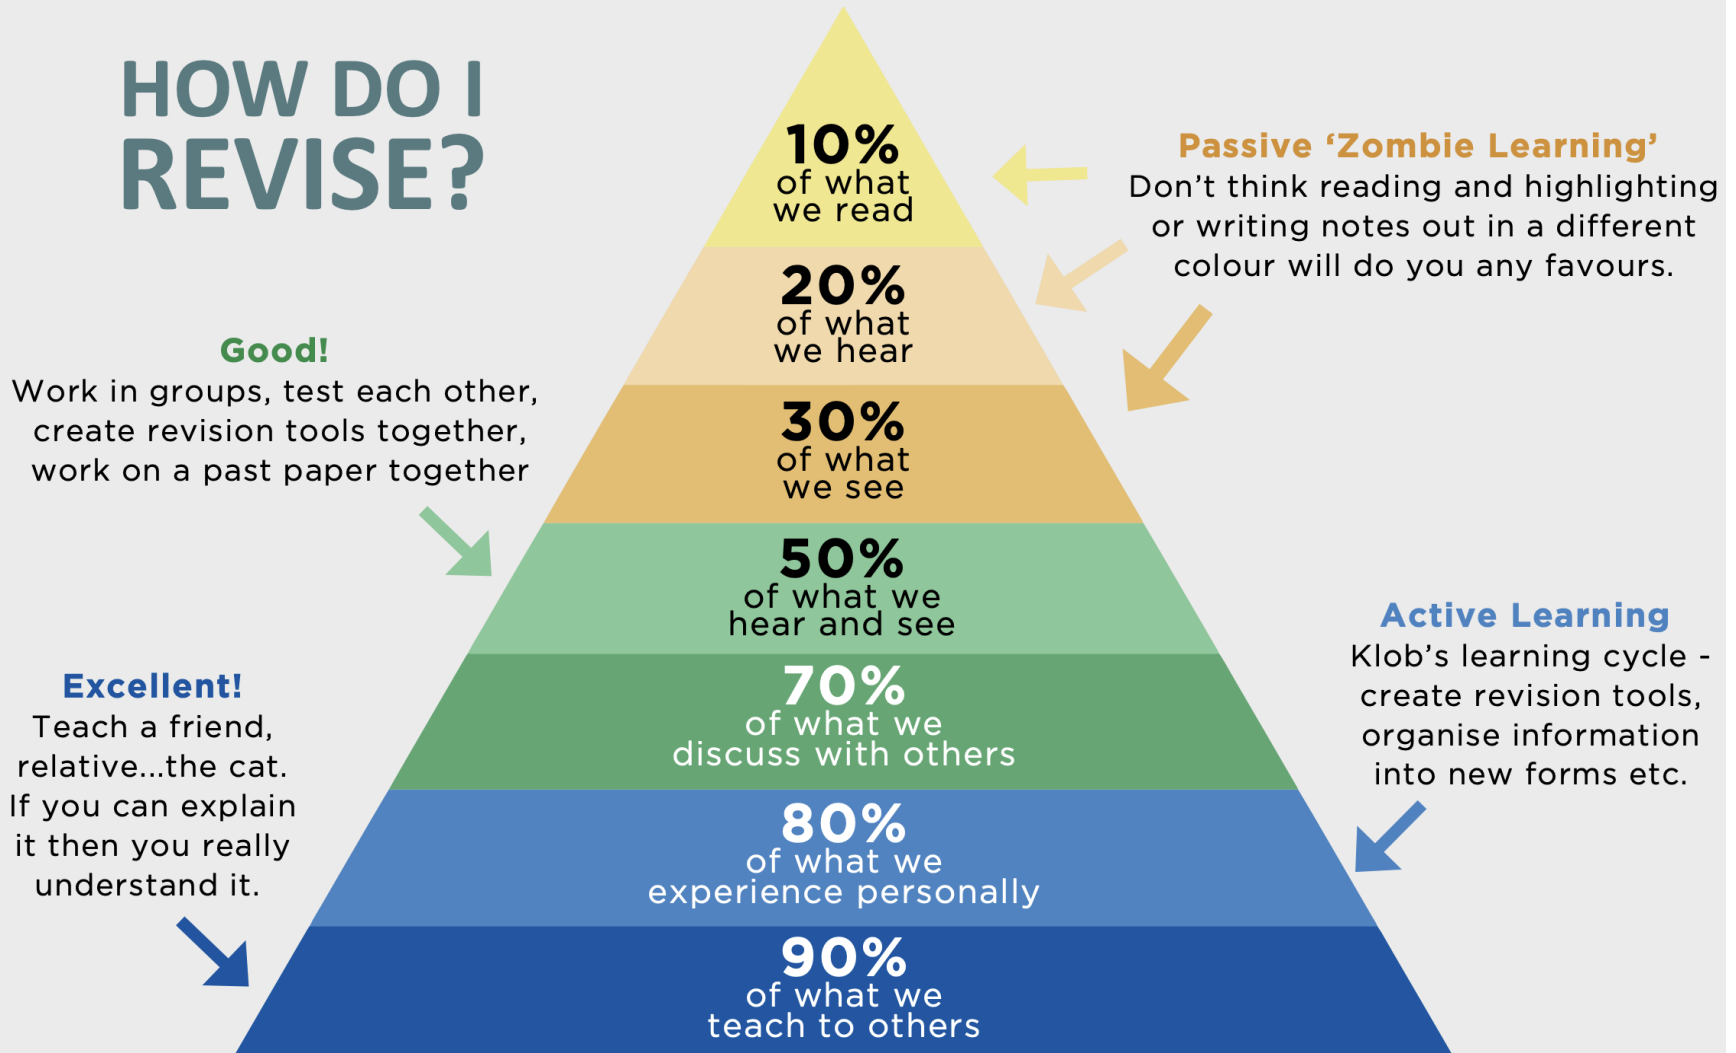 HOW DO I
REVISE?
10%
of what
we read
Passive ‘Zombie Learning’
Don’t think reading and highlighting
or writing notes out in a different
colour will do you any favours.
20%
of what
we hear
30%
of what
we see
Good!
Work in groups, test each other,
create revision tools together,
work on a past paper together
50%
of what we
hear and see
70%
of what we
discuss with others
Active Learning
Klob’s learning cycle -
create revision tools,
organise information
into new forms etc.
80%
of what we
experience personally
Excellent!
Teach a friend,
relative...the cat.
If you can explain
it then you really
understand it.
90%
of what we
teach to others